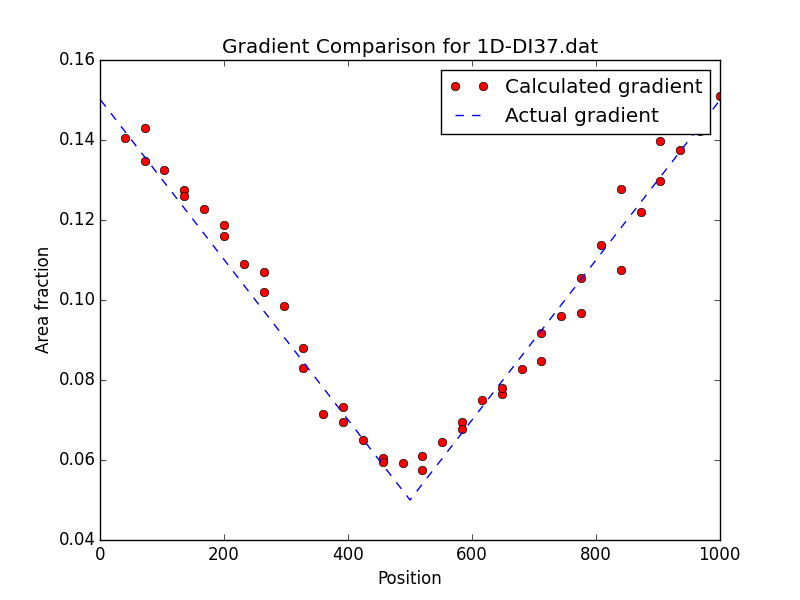 Gradient Comparison for 1D-DI37.dat
0.16
0.14
0.12
0.10
0.08
0.06
0.04
Area fraction
Calculated gradient
Actual gradient
0 200 400 600 800 1000
Position